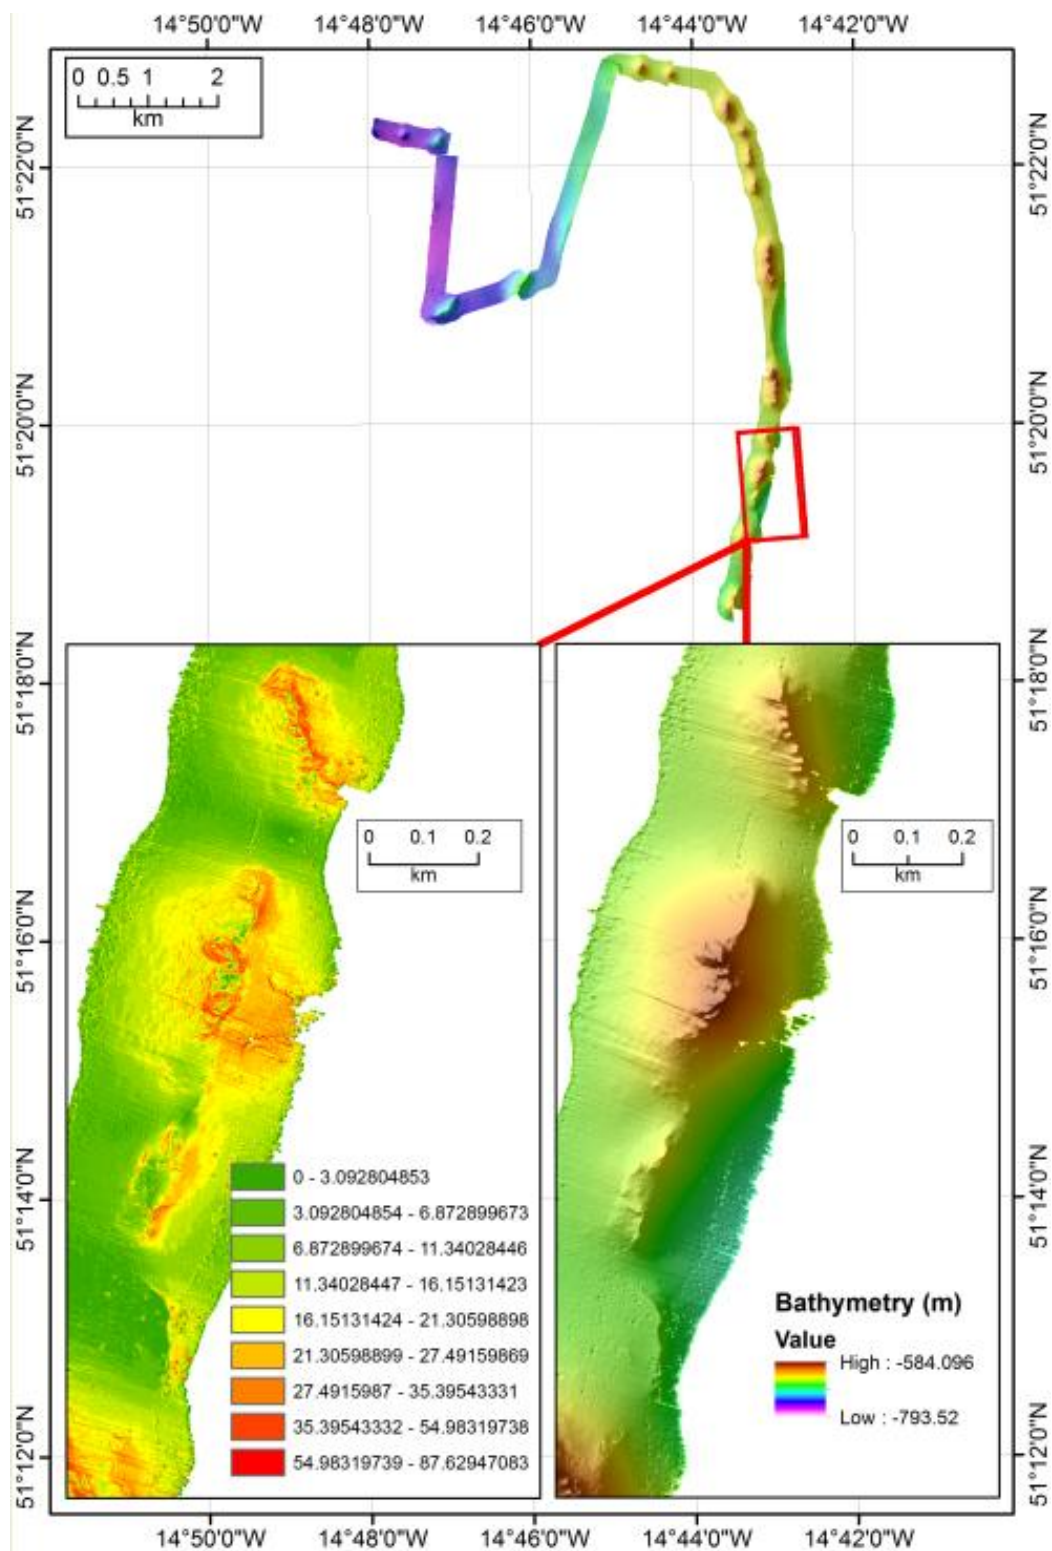 14°50'0"W 14°48'0"W 14°46'0"W 14°44'0"W 14°42'0"W
0 0.5 1 2
km
51°22'0"N 51°22'0"N
51°20'0"N 51°20'0"N
51°18'0"N 51°18'0"N
0 0.1 0.2
km
0 0.1 0.2
km
51°16'0"N 51°16'0"N
51°14'0"N 51°14'0"N
0 - 3.092804853
3.092804854 - 6.872899673
6.872899674 - 11.34028446
11.34028447 - 16.15131423
16.15131424 - 21.30598898
21.30598899 - 27.49159869
27.4915987 - 35.39543331
35.39543332 - 54.98319738
54.98319739 - 87.62947083
Bathymetry (m)
Value
High : -584.096
Low : -793.52
51°12'0"N 51°12'0"N
14°50'0"W 14°48'0"W 14°46'0"W 14°44'0"W 14°42'0"W